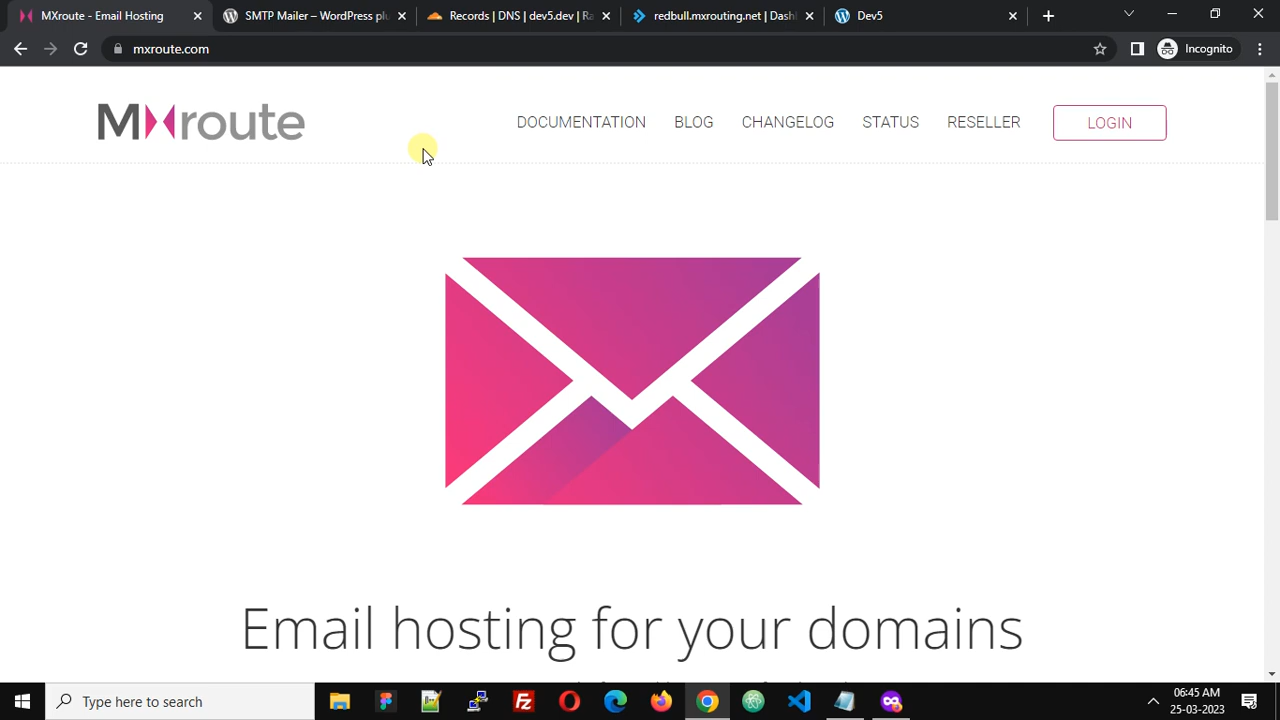 MXroute - Email Hosting
SMTP Mailer – WordPress plu
Records | DNS | dev5.dev | Ra
redbull.mxrouting.net | Dash
Dev5
mxroute.com
Incognito
MXroute
DOCUMENTATION
BLOG
CHANGELOG
STATUS
RESELLER
LOGIN
Email hosting for your domains
Type here to search
06:45 AM
25-03-2023